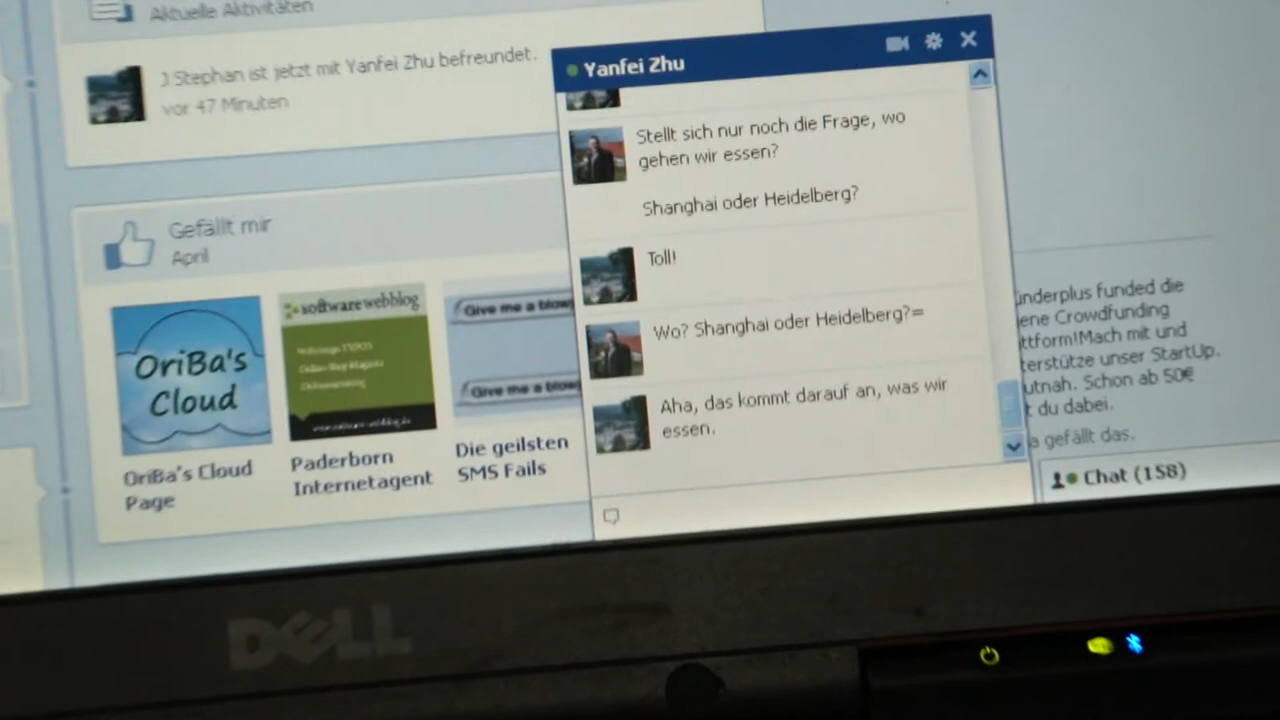 Aktuelle Aktivitäten
J Stephan ist jetzt mit Yanfei Zhu befreundet.
vor 47 Minuten
Gefällt mir
April
OriBa's
Cloud
OriBa's Cloud
Page
softwarewebblog
Paderborn
Internetagent
Give me a blow
Give me a blow
Die geilsten
SMS Fails
Yanfei Zhu
Stellt sich nur noch die Frage, wo
gehen wir essen?
Shanghai oder Heidelberg?
Toll!
Wo? Shanghai oder Heidelberg?=
Aha, das kommt darauf an, was wir
essen.
ünderplus funded die
ene Crowdfunding
ttform!Mach mit und
terstütze unser StartUp.
utnah. Schon ab 50€
t du dabei.
a gefällt das.
Chat (158)
DELL